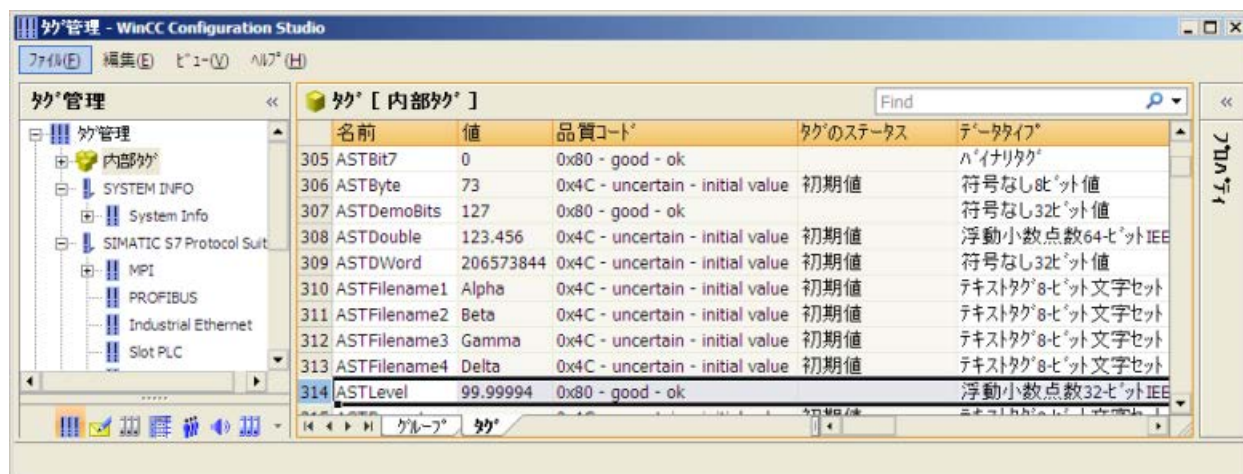 ﾀｸﾞ管理 - WinCC Configuration Studio
ﾌｧｲﾙ(F) 編集(E) ﾋﾞｭｰ(V) ﾍﾙﾌﾟ(H)
ﾀｸﾞ管理 «
ﾀｸﾞ管理
内部ﾀｸﾞ
SYSTEM INFO
System Info
SIMATIC S7 Protocol Suit
MPI
PROFIBUS
Industrial Ethernet
Slot PLC
ﾀｸﾞ [ 内部ﾀｸﾞ ] Find
名前 値 品質ｺｰﾄﾞ ﾀｸﾞのｽﾃｰﾀｽ ﾃﾞｰﾀﾀｲﾌﾟ
305 ASTBit7 0 0x80 - good - ok ﾊﾞｲﾅﾘﾀｸﾞ
306 ASTByte 73 0x4C - uncertain - initial value 初期値 符号なし8ﾋﾞｯﾄ値
307 ASTDemoBits 127 0x80 - good - ok 符号なし32ﾋﾞｯﾄ値
308 ASTDouble 123.456 0x4C - uncertain - initial value 初期値 浮動小数点数64-ﾋﾞｯﾄIEE
309 ASTDWord 206573844 0x4C - uncertain - initial value 初期値 符号なし32ﾋﾞｯﾄ値
310 ASTFilename1 Alpha 0x4C - uncertain - initial value 初期値 ﾃｷｽﾄﾀｸﾞ8-ﾋﾞｯﾄ文字ｾｯﾄ
311 ASTFilename2 Beta 0x4C - uncertain - initial value 初期値 ﾃｷｽﾄﾀｸﾞ8-ﾋﾞｯﾄ文字ｾｯﾄ
312 ASTFilename3 Gamma 0x4C - uncertain - initial value 初期値 ﾃｷｽﾄﾀｸﾞ8-ﾋﾞｯﾄ文字ｾｯﾄ
313 ASTFilename4 Delta 0x4C - uncertain - initial value 初期値 ﾃｷｽﾄﾀｸﾞ8-ﾋﾞｯﾄ文字ｾｯﾄ
314 ASTLevel 99.99994 0x80 - good - ok 浮動小数点数32-ﾋﾞｯﾄIEE
ｸﾞﾙｰﾌﾟ ﾀｸﾞ
«
ﾌﾟﾛﾊﾟﾃｨ